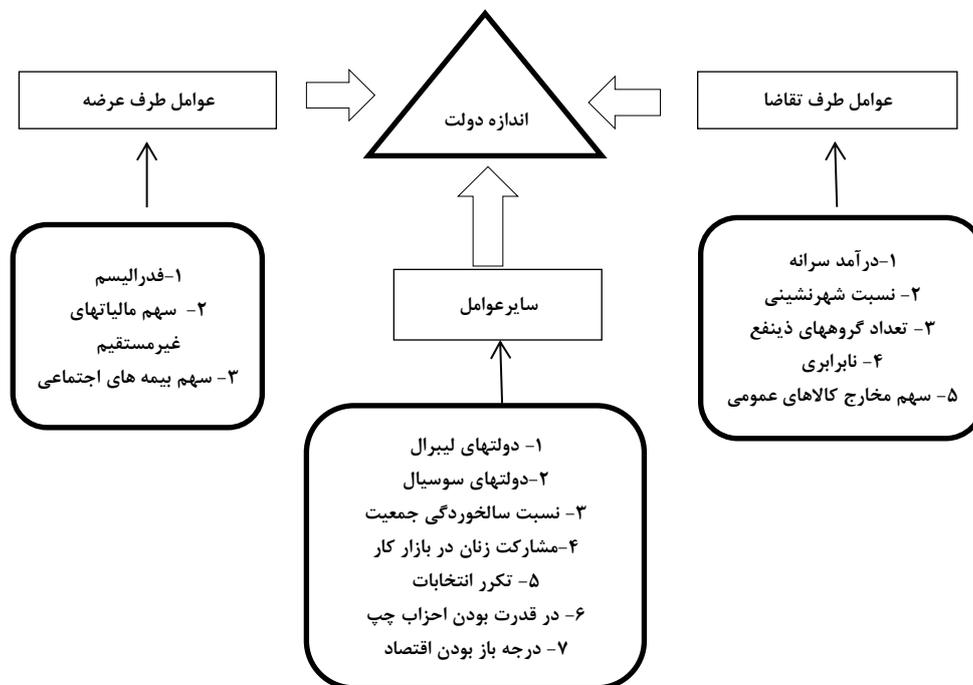 اندازه دولت
عوامل طرف تقاضا
۱-درآمد سرانه
۲- نسبت شهرنشینی
۳- تعداد گروههای ذینفع
۴- نابرابری
۵- سهم مخارج کالاهای عمومی
عوامل طرف عرضه
۱-فدرالیسم
۲- سهم مالیاتهای
غیرمستقیم
۳- سهم بیمه های اجتماعی
سایرعوامل
۱- دولتهای لیبرال
۲-دولتهای سوسیال
۳- نسبت سالخوردگی جمعیت
۴-مشارکت زنان در بازار کار
۵- تکرر انتخابات
۶- در قدرت بودن احزاب چپ
۷- درجه باز بودن اقتصاد